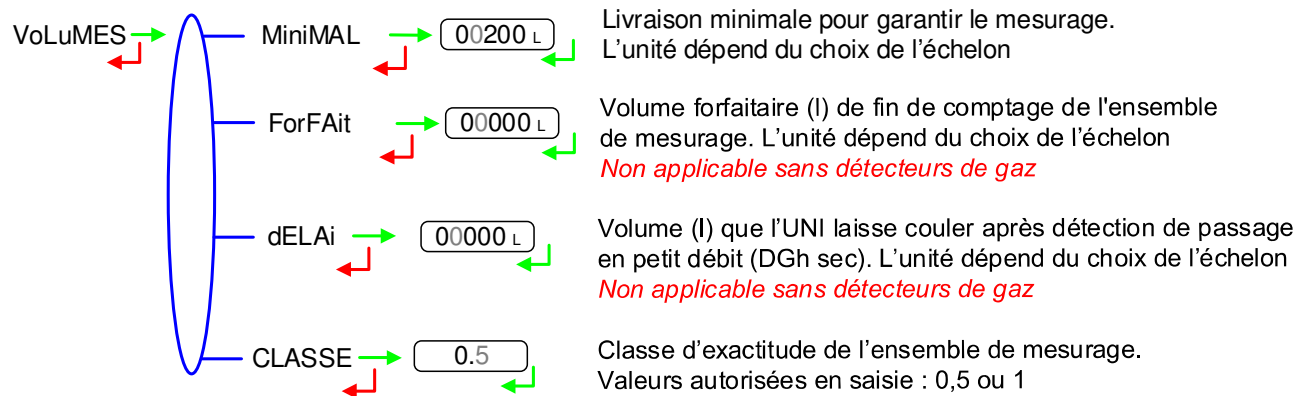 VoLuMES
MiniMAL
00200 L
Livraison minimale pour garantir le mesurage.
L'unité dépend du choix de l'échelon
ForFAit
00000 L
Volume forfaitaire (l) de fin de comptage de l'ensemble
de mesurage. L'unité dépend du choix de l'échelon
Non applicable sans détecteurs de gaz
dELAi
00000 L
Volume (l) que l'UNI laisse couler après détection de passage
en petit débit (DGh sec). L'unité dépend du choix de l'échelon
Non applicable sans détecteurs de gaz
CLASSE
0.5
Classe d'exactitude de l'ensemble de mesurage.
Valeurs autorisées en saisie : 0,5 ou 1